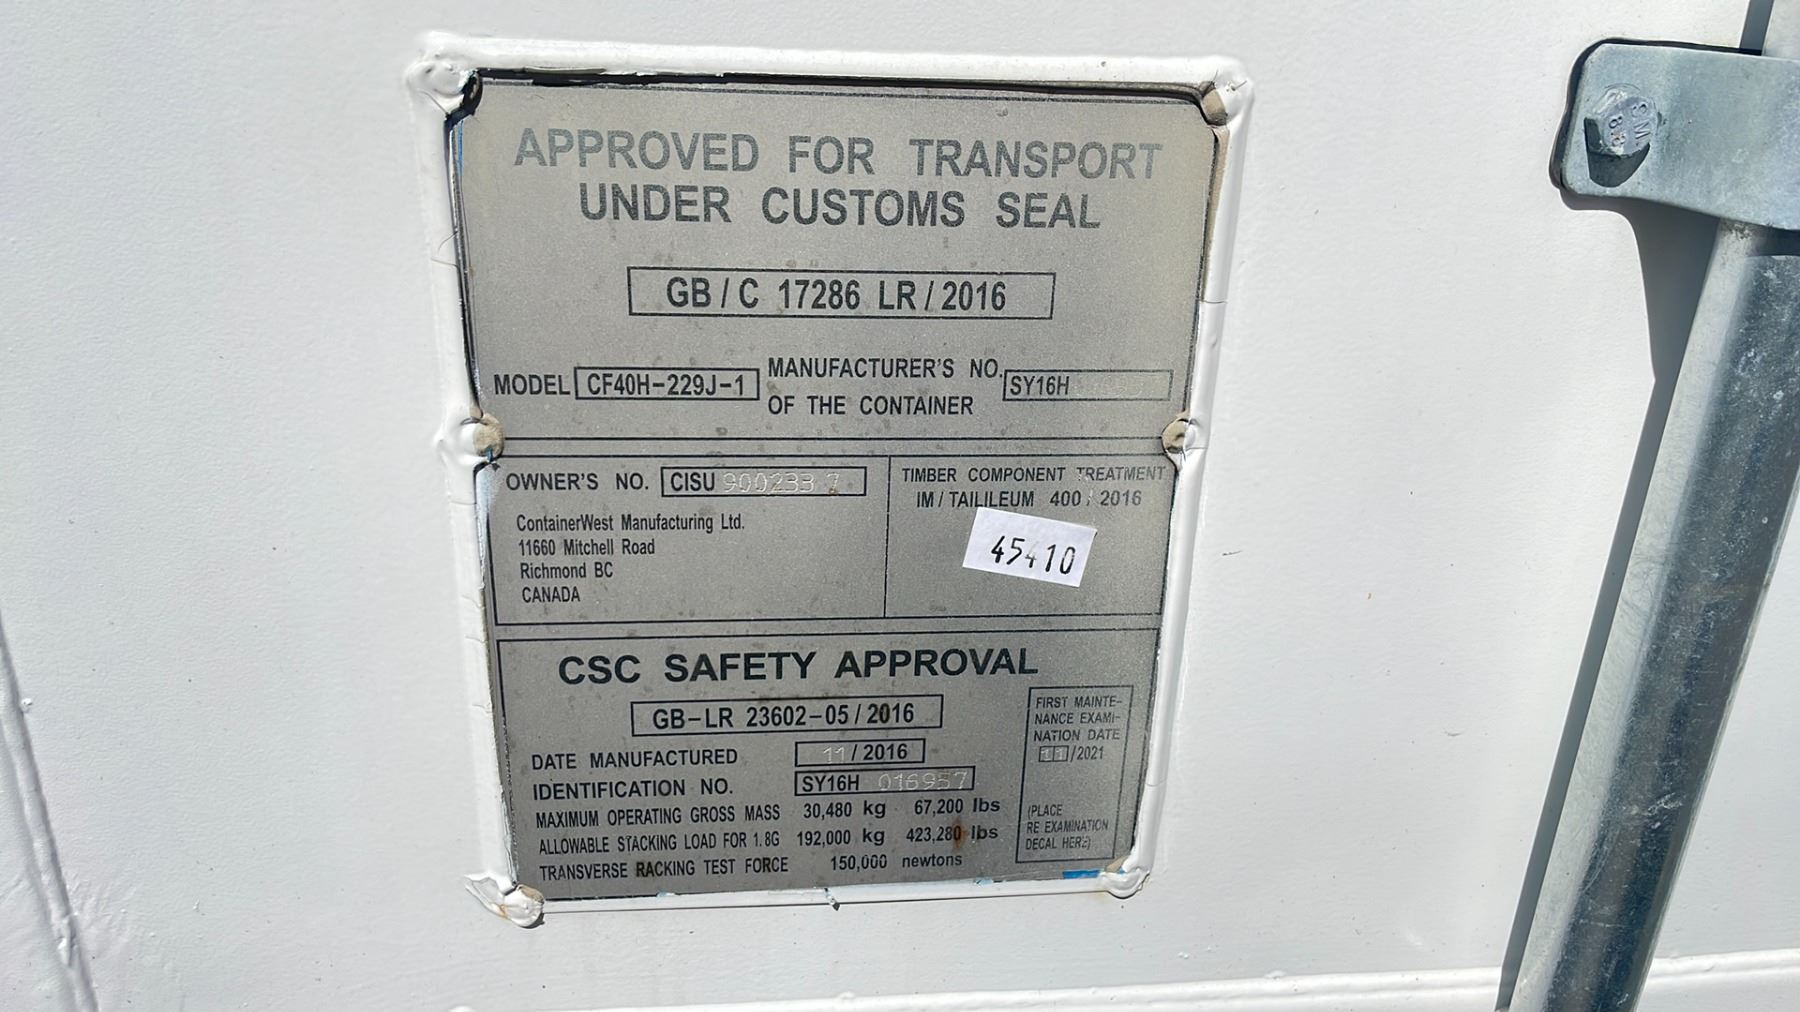 APPROVED FOR TRANSPORT
UNDER CUSTOMS SEAL
GB/C 17286 LR/2016
MODEL CF40H-229J-1
MANUFACTURER'S NO.
OF THE CONTAINER
SY16H
OWNER'S NO. CISU 900233 7
ContainerWest Manufacturing Ltd.
11660 Mitchell Road
Richmond BC
CANADA
TIMBER COMPONENT TREATMENT
IM/TAILILEUM 400/2016
45410
CSC SAFETY APPROVAL
GB-LR 23602-05/2016
DATE MANUFACTURED 11/2016
IDENTIFICATION NO. SY16H 016957
MAXIMUM OPERATING GROSS MASS 30,480 kg 67,200 lbs
ALLOWABLE STACKING LOAD FOR 1.8G 192,000 kg 423,280 lbs
TRANSVERSE RACKING TEST FORCE 150,000 newtons
FIRST MAINTE-
NANCE EXAMI-
NATION DATE
11/2021
(PLACE
RE EXAMINATION
DECAL HERE)
8M